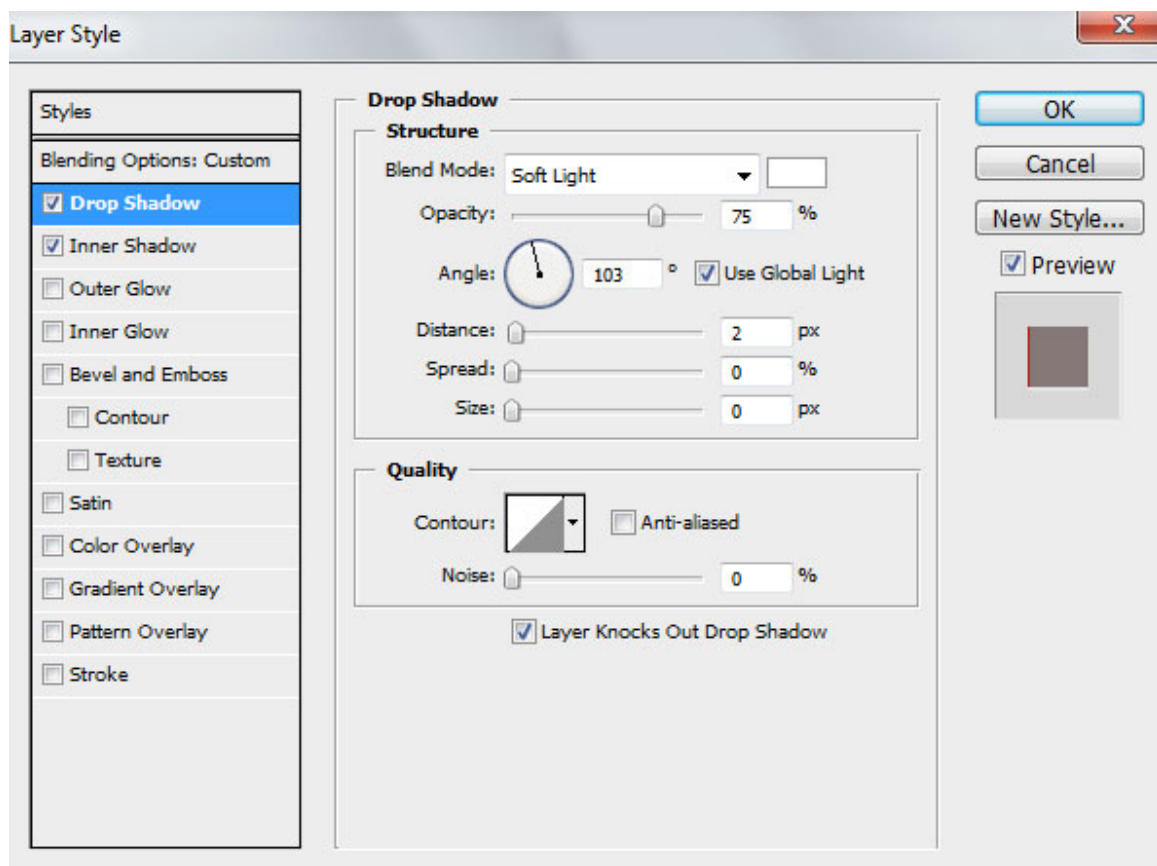 Layer Style
X
Styles
Blending Options: Custom
Drop Shadow
Inner Shadow
Outer Glow
Inner Glow
Bevel and Emboss
Contour
Texture
Satin
Color Overlay
Gradient Overlay
Pattern Overlay
Stroke
Drop Shadow
Structure
Blend Mode: Soft Light
Opacity: 75 %
Angle: 103 ° Use Global Light
Distance: 2 px
Spread: 0 %
Size: 0 px
Quality
Contour: Anti-aliased
Noise: 0 %
Layer Knocks Out Drop Shadow
OK
Cancel
New Style...
Preview